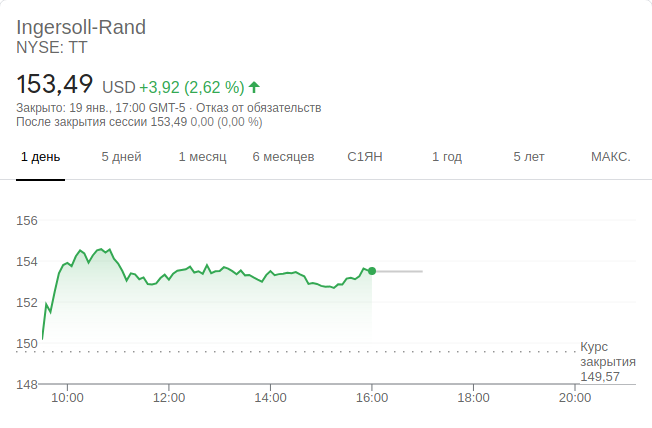 Ingersoll-Rand
NYSE: TT
153,49 USD +3,92 (2,62 %)
Закрыто: 19 янв., 17:00 GMT-5 · Отказ от обязательств
После закрытия сессии 153,49 0,00 (0,00 %)
1 день 5 дней 1 месяц 6 месяцев С1ЯН 1 год 5 лет МАКС.
156
154
152
150
Курс
закрытия
149,57
148
10:00 12:00 14:00 16:00 18:00 20:00